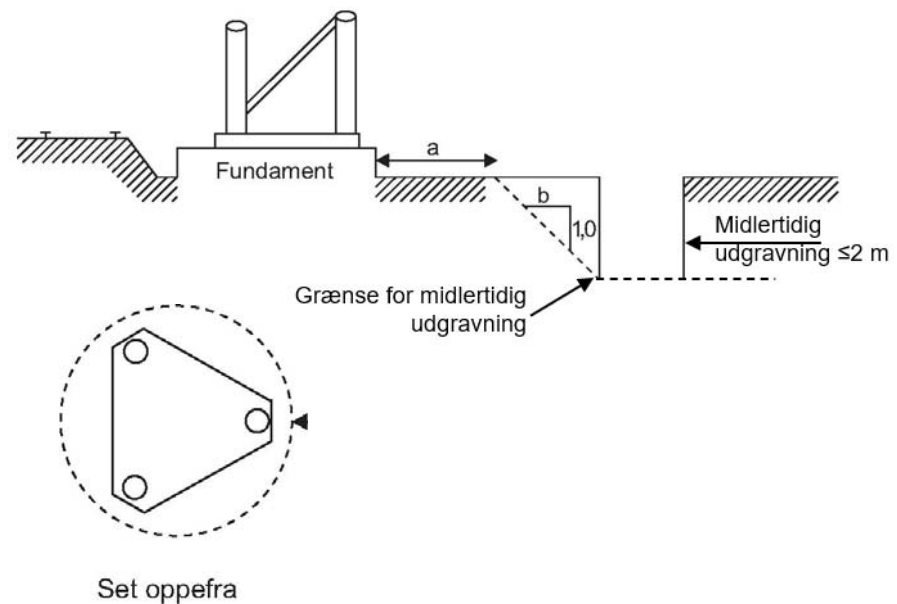 a
Fundament
b
1,0
Midlertidig
udgravning ≤2 m
Grænse for midlertidig
udgravning
Set oppefra